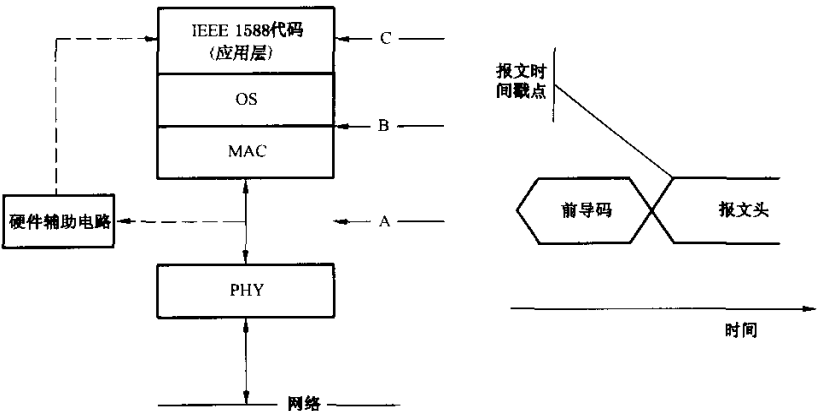 IEEE 1588代码
(应用层)
C
OS
B
MAC
硬件辅助电路
A
PHY
网络
报文时
间戳点
前导码
报文头
时间